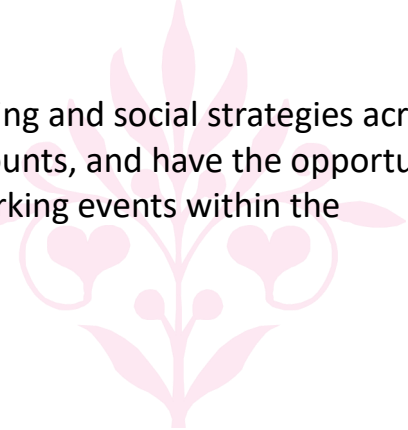 ng and social strategies acr
unts, and have the opportu
rking events within the